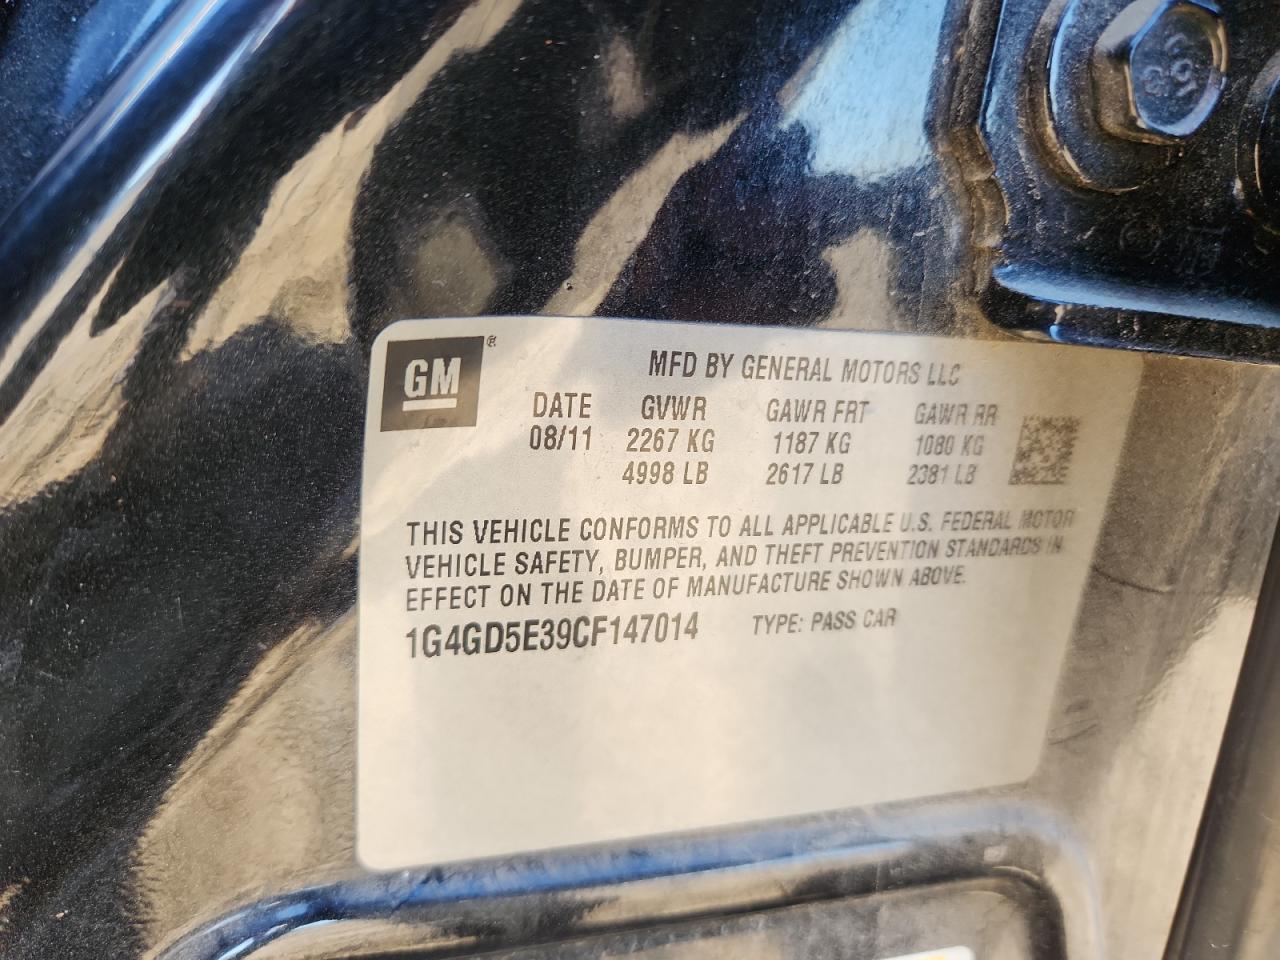 GM ®
MFD BY GENERAL MOTORS LLC
DATE GVWR GAWR FRT GAWR RR
08/11 2267 KG 1187 KG 1080 KG
4998 LB 2617 LB 2381 LB
THIS VEHICLE CONFORMS TO ALL APPLICABLE U.S. FEDERAL MOTOR
VEHICLE SAFETY, BUMPER, AND THEFT PREVENTION STANDARDS IN
EFFECT ON THE DATE OF MANUFACTURE SHOWN ABOVE.
1G4GD5E39CF147014 TYPE: PASS CAR